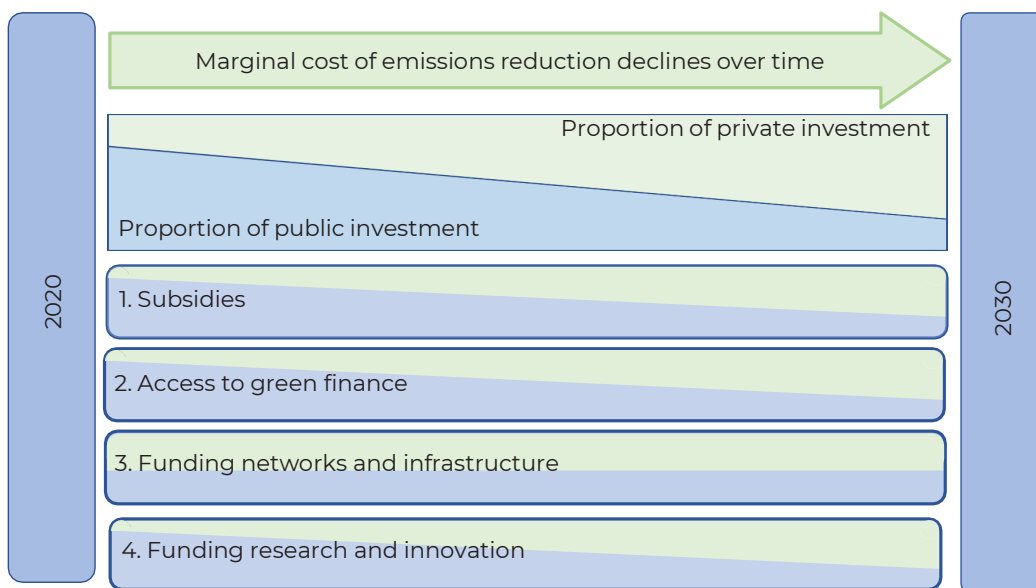 Marginal cost of emissions reduction declines over time
Proportion of private investment
Proportion of public investment
2020
1. Subsidies
2. Access to green finance
3. Funding networks and infrastructure
4. Funding research and innovation
2030